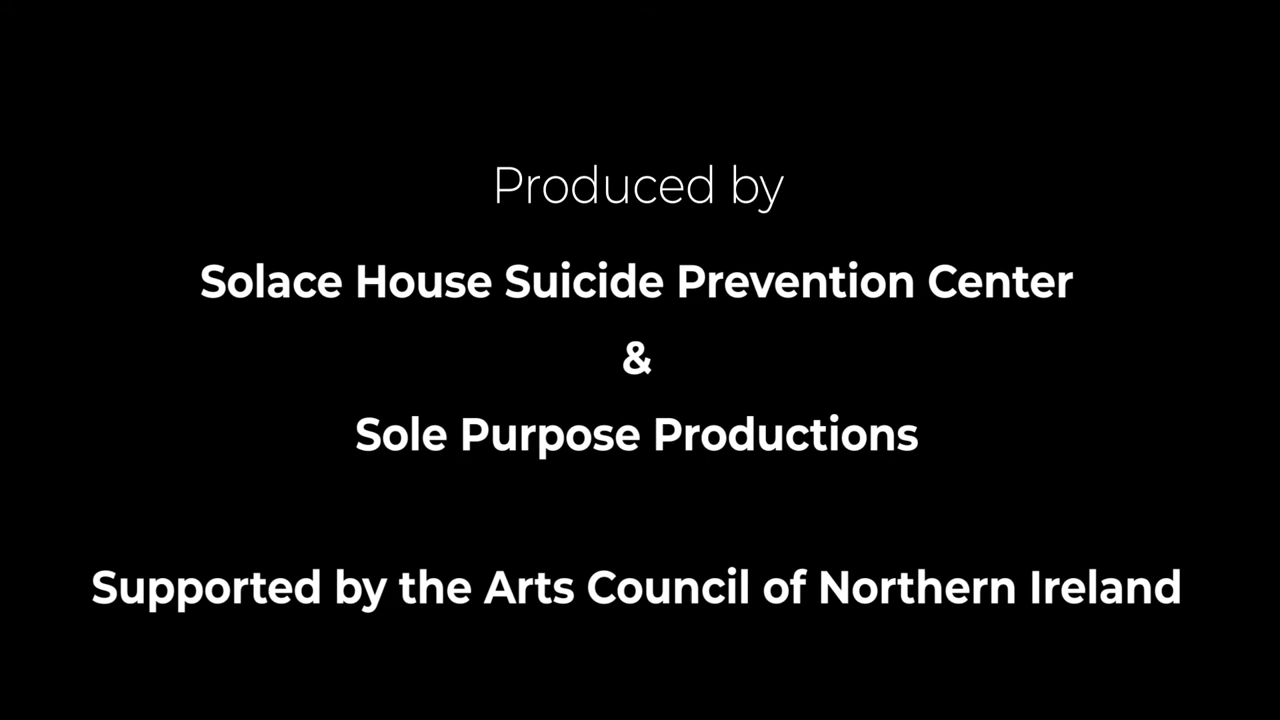 Produced by
Solace House Suicide Prevention Center
&
Sole Purpose Productions
Supported by the Arts Council of Northern Ireland